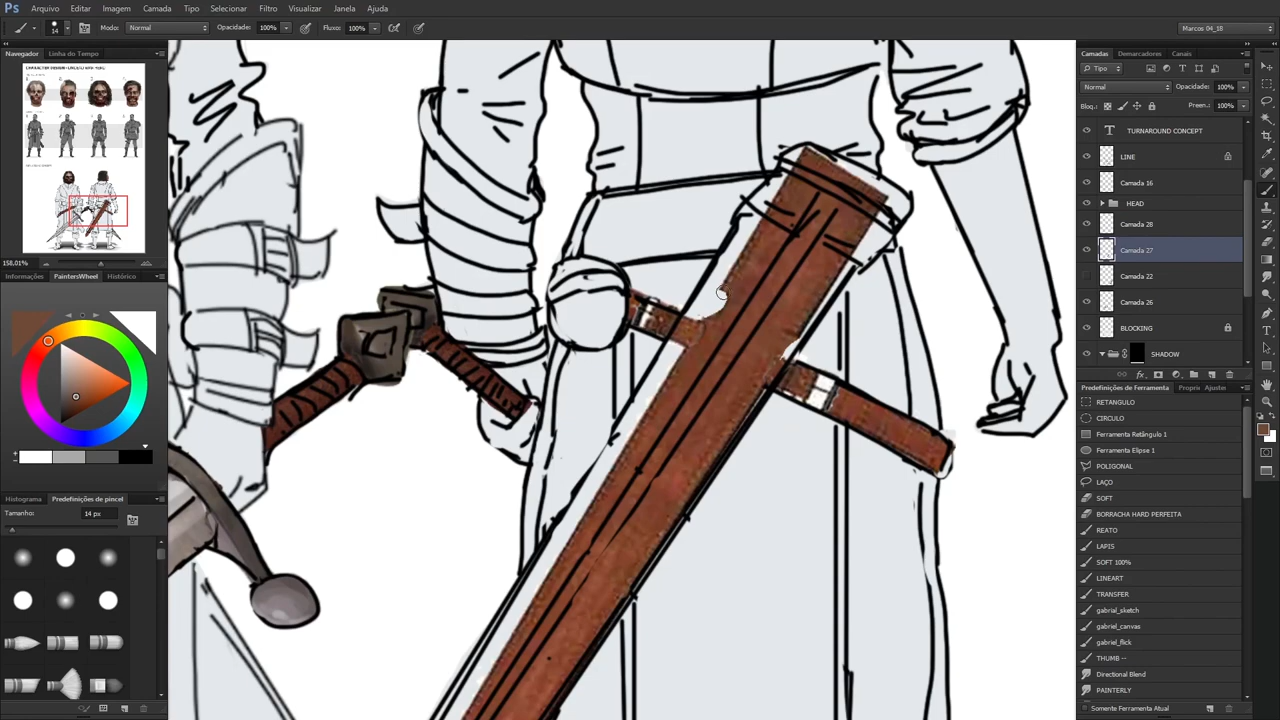 Ps Arquivo Editar Imagem Camada Tipo Selecionar Filtro Visualizar Janela Ajuda
14 Modo: Normal Opacidade: 100% Fluxo: 100% Marcos 04_18
Navegador Linha do Tempo
158,01%
Informações PaintersWheel Histórico
Histograma Predefinições de pincel
Tamanho: 14 px
Camadas Demarcadores Canais
Tipo
Normal Opacidade: 100%
Bloq.: Preen.: 100%
T TURNAROUND CONCEPT
LINE
Camada 16
HEAD
Camada 28
Camada 27
Camada 22
Camada 26
BLOCKING
SHADOW
Predefinições de Ferramenta Propri Ajuster
RETANGULO
CIRCULO
Ferramenta Retângulo 1
Ferramenta Elipse 1
POLIGONAL
LAÇO
SOFT
BORRACHA HARD PERFEITA
REATO
LAPIS
SOFT 100%
LINEART
TRANSFER
gabrial_sketch
gabriel_canvas
gabriel_flick
THUMB --
Directional Blend
PAINTERLY
Somente Ferramenta Atual